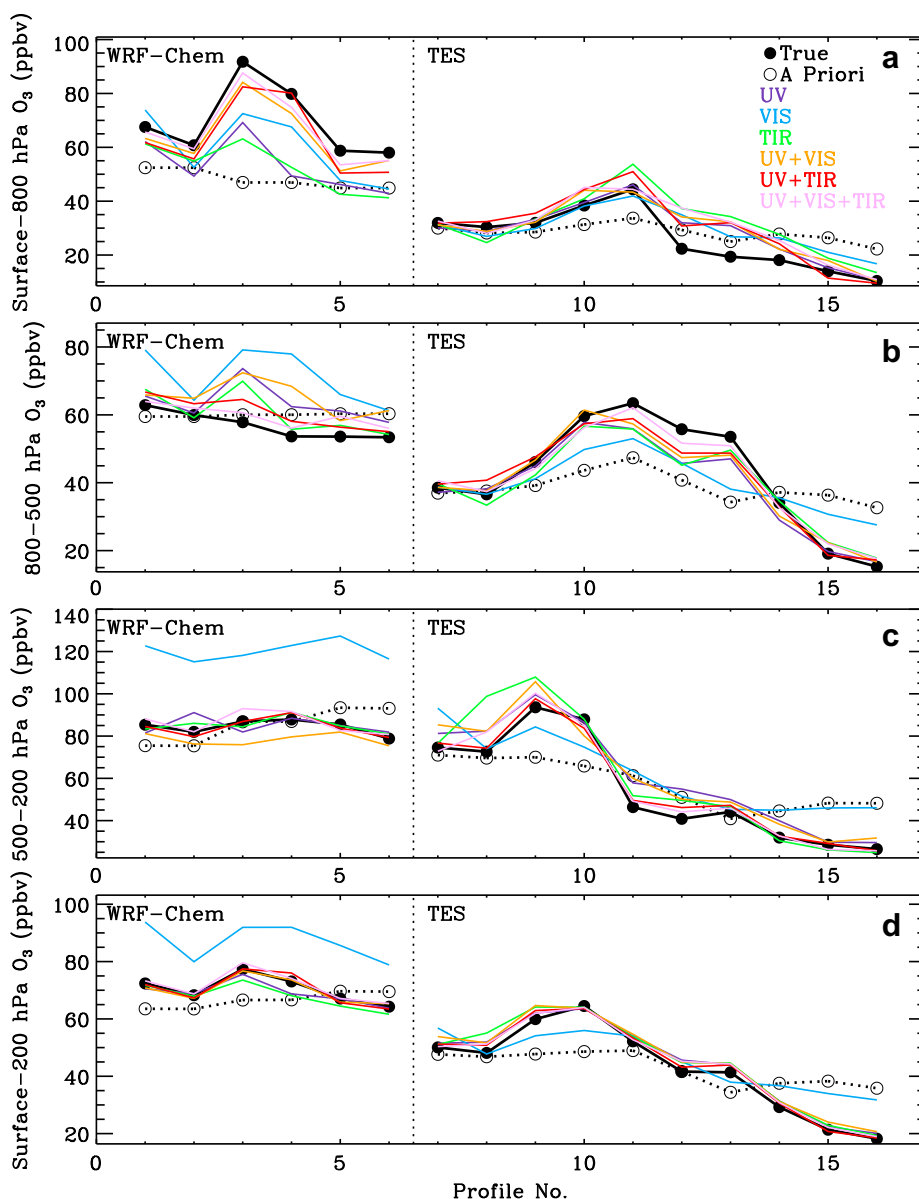 Surface−800 hPa O3 (ppbv)
100
80
60
40
20
WRF−Chem
TES
a
True
A Priori
UV
VIS
TIR
UV+VIS
UV+TIR
UV+VIS+TIR
0
5
10
15
800−500 hPa O3 (ppbv)
80
60
40
20
WRF−Chem
TES
b
0
5
10
15
500−200 hPa O3 (ppbv)
140
120
100
80
60
40
WRF−Chem
TES
c
0
5
10
15
Surface−200 hPa O3 (ppbv)
100
80
60
40
20
WRF−Chem
TES
d
0
5
10
15
Profile No.